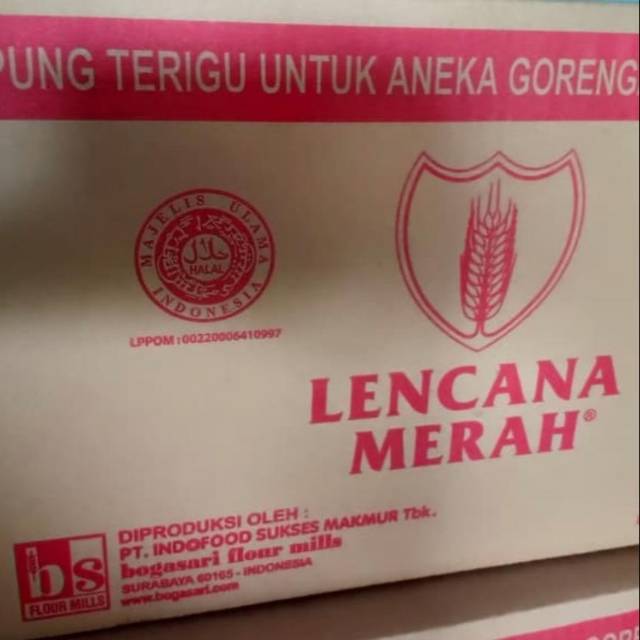 PUNG TERIGU UNTUK ANEKA GORENG
MAJELIS ULAMA
حلال
HALAL
INDONESIA
LPPOM : 00220006410997
LENCANA
MERAH®
DIPRODUKSI OLEH :
PT. INDOFOOD SUKSES MAKMUR Tbk.
bogasari flour mills
SURABAYA 60165 - INDONESIA
www.bogasari.com
bs
FLOUR MILLS